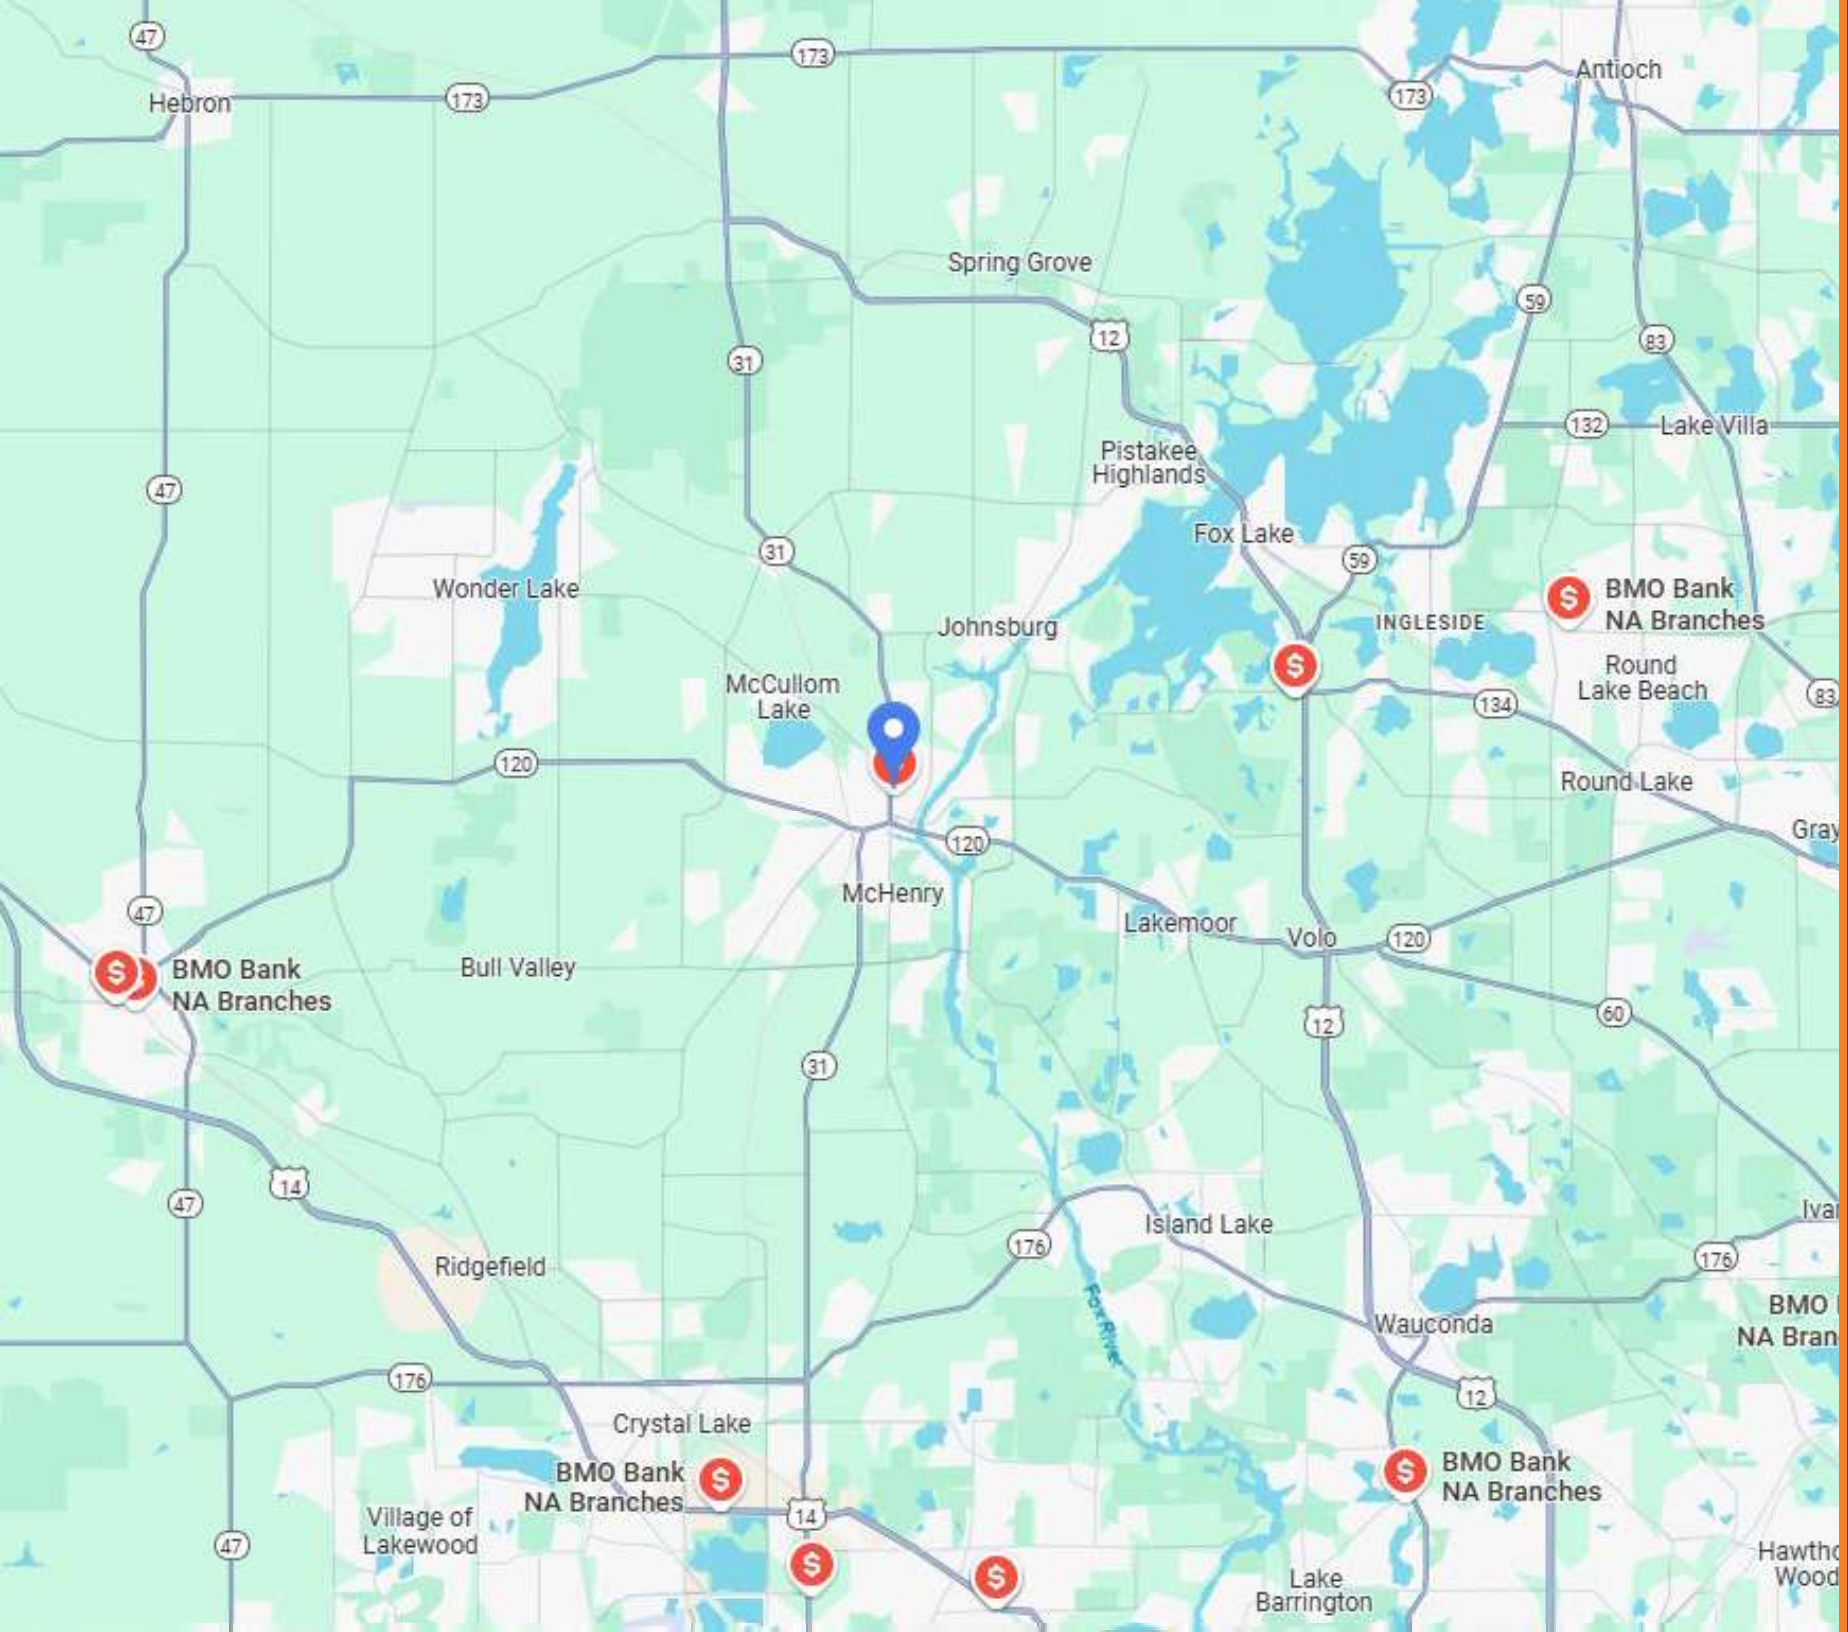 47
173
Antioch
173
173
Hebron
Spring Grove
59
12
83
31
132
Lake Villa
Pistakee
Highlands
47
Fox Lake
31
59
Wonder Lake
BMO Bank
NA Branches
INGLESIDE
Johnsburg
$
$
McCullom
Lake
Round
Lake Beach
83
134
120
Round Lake
Gray
120
McHenry
47
Lakemoor
Volo
120
$
BMO Bank
NA Branches
Bull Valley
60
12
31
14
47
Island Lake
Ivar
176
176
Ridgefield
Fox River
BMO
NA Bran
Wauconda
176
12
Crystal Lake
BMO Bank
NA Branches
$
$
BMO Bank
NA Branches
14
Village of
Lakewood
47
$
$
Hawtho
Wood
Lake
Barrington